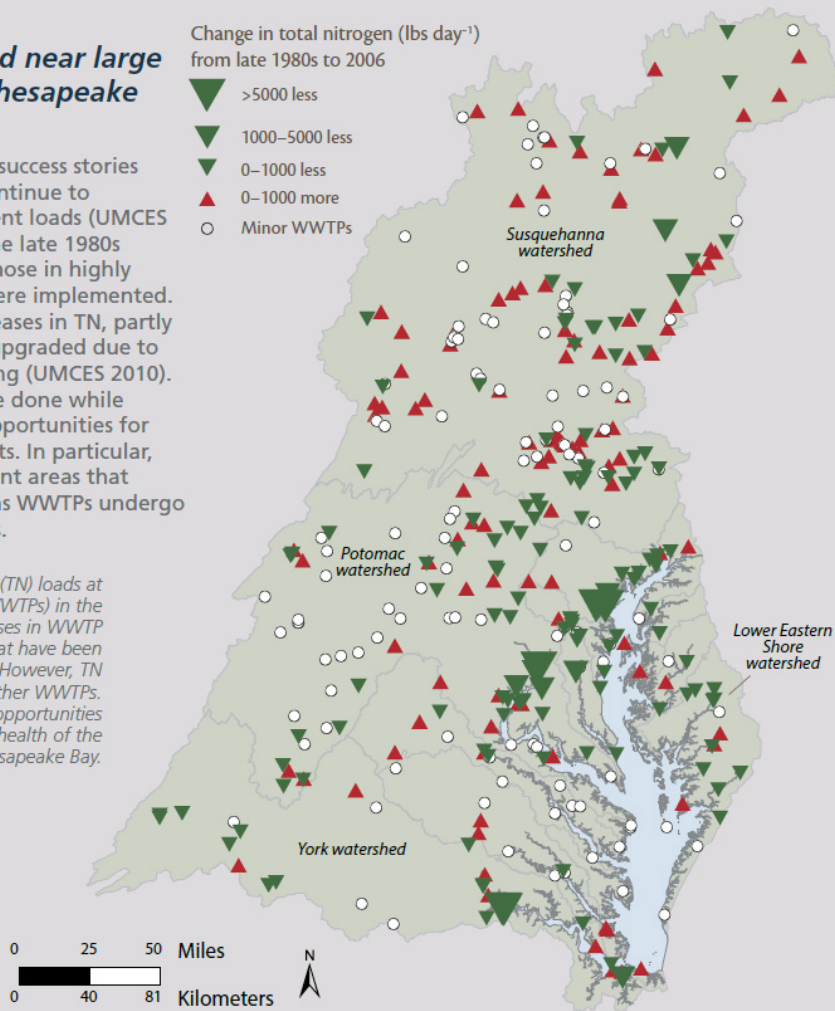 d near large
hesapeake
success stories
ntinue to
ent loads (UMCES
e late 1980s
hose in highly
ere implemented.
eases in TN, partly
upgraded due to
ng (UMCES 2010).
e done while
pportunities for
ts. In particular,
ent areas that
as WWTPs undergo
s.
(TN) loads at
WTPs) in the
ses in WWTP
at have been
However, TN
ther WWTPs.
opportunities
health of the
sapeake Bay.
Change in total nitrogen (lbs day⁻¹)
from late 1980s to 2006
>5000 less
1000–5000 less
0–1000 less
0–1000 more
Minor WWTPs
Susquehanna
watershed
Potomac
watershed
Lower Eastern
Shore
watershed
York watershed
0 25 50 Miles
0 40 81 Kilometers
N